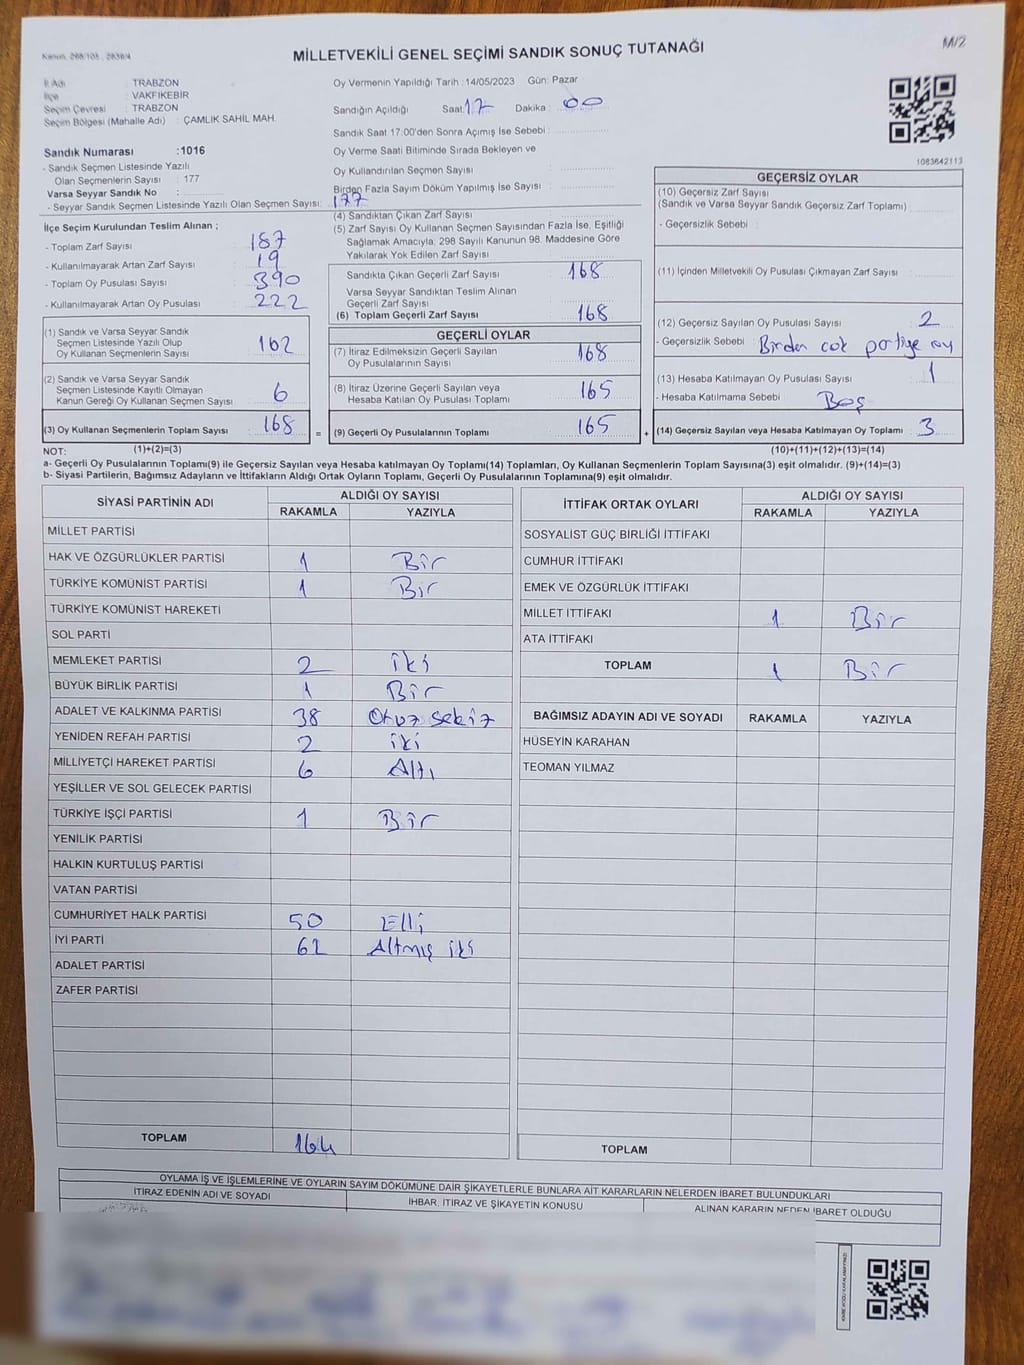 Kanun. 298/105 , 2839/4
MİLLETVEKİLİ GENEL SEÇİMİ SANDIK SONUÇ TUTANAĞI
M/2
İl Adı : TRABZON
İlçe : VAKFIKEBİR
Seçim Çevresi : TRABZON
Seçim Bölgesi (Mahalle Adı) : ÇAMLIK SAHİL MAH.
Oy Vermenin Yapıldığı Tarih : 14/05/2023 Gün: Pazar
Sandığın Açıldığı Saat: 17 Dakika : 00
Sandık Saat 17:00'den Sonra Açımış İse Sebebi :
Oy Verme Saati Bitiminde Sırada Bekleyen ve
Oy Kullandırılan Seçmen Sayısı :
Birden Fazla Sayım Döküm Yapılmış İse Sayısı :
1083642113
Sandık Numarası :1016
- Sandık Seçmen Listesinde Yazılı
Olan Seçmenlerin Sayısı : 177
Varsa Seyyar Sandık No :
- Seyyar Sandık Seçmen Listesinde Yazılı Olan Seçmen Sayısı: 177
İlçe Seçim Kurulundan Teslim Alınan ;
- Toplam Zarf Sayısı : 187
- Kullanılmayarak Artan Zarf Sayısı : 19
- Toplam Oy Pusulası Sayısı : 390
- Kullanılmayarak Artan Oy Pusulası : 222
(1) Sandık ve Varsa Seyyar Sandık
Seçmen Listesinde Yazılı Olup
Oy Kullanan Seçmenlerin Sayısı : 162
(2) Sandık ve Varsa Seyyar Sandık
Seçmen Listesinde Kayıtlı Olmayan
Kanun Gereği Oy Kullanan Seçmen Sayısı : 6
(3) Oy Kullanan Seçmenlerin Toplam Sayısı : 168
(1)+(2)=(3)
(4) Sandıktan Çıkan Zarf Sayısı :
(5) Zarf Sayısı Oy Kullanan Seçmen Sayısından Fazla İse, Eşitliği
Sağlamak Amacıyla; 298 Sayılı Kanunun 98. Maddesine Göre
Yakılarak Yok Edilen Zarf Sayısı :
Sandıkta Çıkan Geçerli Zarf Sayısı : 168
Varsa Seyyar Sandıktan Teslim Alınan
Geçerli Zarf Sayısı :
(6) Toplam Geçerli Zarf Sayısı : 168
GEÇERLİ OYLAR
(7) İtiraz Edilmeksizin Geçerli Sayılan
Oy Pusulalarının Sayısı : 168
(8) İtiraz Üzerine Geçerli Sayılan veya
Hesaba Katılan Oy Pusulası Toplamı : 165
= (9) Geçerli Oy Pusulalarının Toplamı : 165
GEÇERSİZ OYLAR
(10) Geçersiz Zarf Sayısı
(Sandık ve Varsa Seyyar Sandık Geçersiz Zarf Toplamı) :
- Geçersizlik Sebebi :
(11) İçinden Milletvekili Oy Pusulası Çıkmayan Zarf Sayısı :
(12) Geçersiz Sayılan Oy Pusulası Sayısı : 2
- Geçersizlik Sebebi : Birden cok partiye oy
(13) Hesaba Katılmayan Oy Pusulası Sayısı : 1
- Hesaba Katılmama Sebebi : Boş
+ (14) Geçersiz Sayılan veya Hesaba Katılmayan Oy Toplamı : 3
(10)+(11)+(12)+(13)=(14)
NOT:
a- Geçerli Oy Pusulalarının Toplamı(9) ile Geçersiz Sayılan veya Hesaba katılmayan Oy Toplamı(14) Toplamları, Oy Kullanan Seçmenlerin Toplam Sayısına(3) eşit olmalıdır. (9)+(14)=(3)
b- Siyasi Partilerin, Bağımsız Adayların ve İttifakların Aldığı Ortak Oyların Toplamı, Geçerli Oy Pusulalarının Toplamına(9) eşit olmalıdır.
SİYASİ PARTİNİN ADI ALDIĞI OY SAYISI
RAKAMLA YAZIYLA
MİLLET PARTİSİ
HAK VE ÖZGÜRLÜKLER PARTİSİ 1 Bir
TÜRKİYE KOMÜNİST PARTİSİ 1 Bir
TÜRKİYE KOMÜNİST HAREKETİ
SOL PARTİ
MEMLEKET PARTİSİ 2 iki
BÜYÜK BİRLİK PARTİSİ 1 Bir
ADALET VE KALKINMA PARTİSİ 38 Otuz sekiz
YENİDEN REFAH PARTİSİ 2 iki
MİLLİYETÇİ HAREKET PARTİSİ 6 Altı
YEŞİLLER VE SOL GELECEK PARTİSİ
TÜRKİYE İŞÇİ PARTİSİ 1 Bir
YENİLİK PARTİSİ
HALKIN KURTULUŞ PARTİSİ
VATAN PARTİSİ
CUMHURİYET HALK PARTİSİ 50 Elli
İYİ PARTİ 62 Altmış iki
ADALET PARTİSİ
ZAFER PARTİSİ
TOPLAM 164
İTTİFAK ORTAK OYLARI ALDIĞI OY SAYISI
RAKAMLA YAZIYLA
SOSYALİST GÜÇ BİRLİĞİ İTTİFAKI
CUMHUR İTTİFAKI
EMEK VE ÖZGÜRLÜK İTTİFAKI
MİLLET İTTİFAKI 1 Bir
ATA İTTİFAKI
TOPLAM 1 Bir
BAĞIMSIZ ADAYIN ADI VE SOYADI RAKAMLA YAZIYLA
HÜSEYİN KARAHAN
TEOMAN YILMAZ
TOPLAM
OYLAMA İŞ VE İŞLEMLERİNE VE OYLARIN SAYIM DÖKÜMÜNE DAİR ŞİKAYETLERLE BUNLARA AİT KARARLARIN NELERDEN İBARET BULUNDUKLARI
İTİRAZ EDENİN ADI VE SOYADI İHBAR, İTİRAZ VE ŞİKAYETİN KONUSU ALINAN KARARIN NEDEN İBARET OLDUĞU